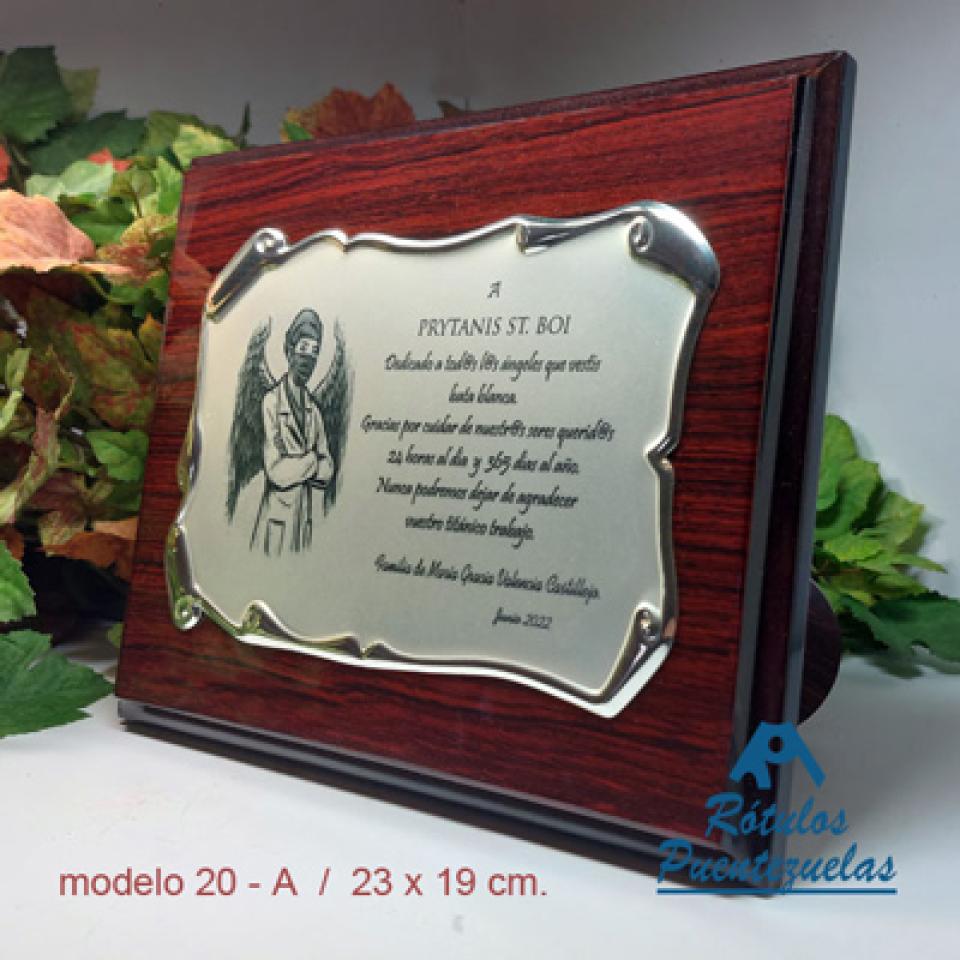 A
PRYTANIS ST. BOI
Dedicado a tod@s l@s ángeles que vestís
bata blanca.
Gracias por cuidar de nuestr@s seres querid@s
24 horas al día y 365 días al año.
Nunca podremos dejar de agradecer
vuestro titánico trabajo.
Familia de María Gracia Valencia Castillejo.
Junio 2022
Rótulos
Puentezuelas
modelo 20 - A / 23 x 19 cm.